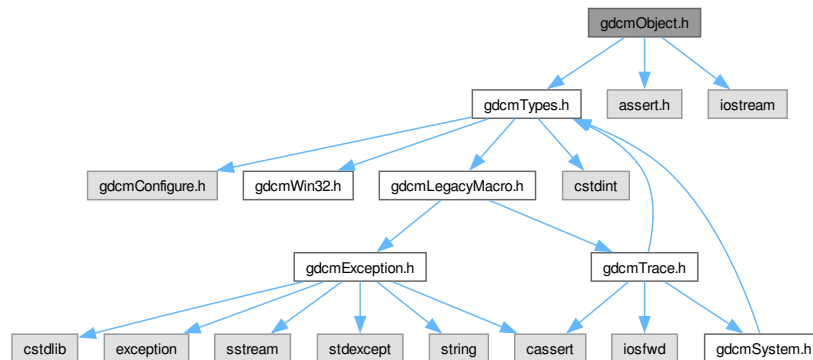 gdcmObject.h
gdcmTypes.h
assert.h
iostream
gdcmConfigure.h
gdcmWin32.h
gdcmLegacyMacro.h
cstdint
gdcmException.h
gdcmTrace.h
cstdlib
exception
sstream
stdexcept
string
cassert
iosfwd
gdcmSystem.h